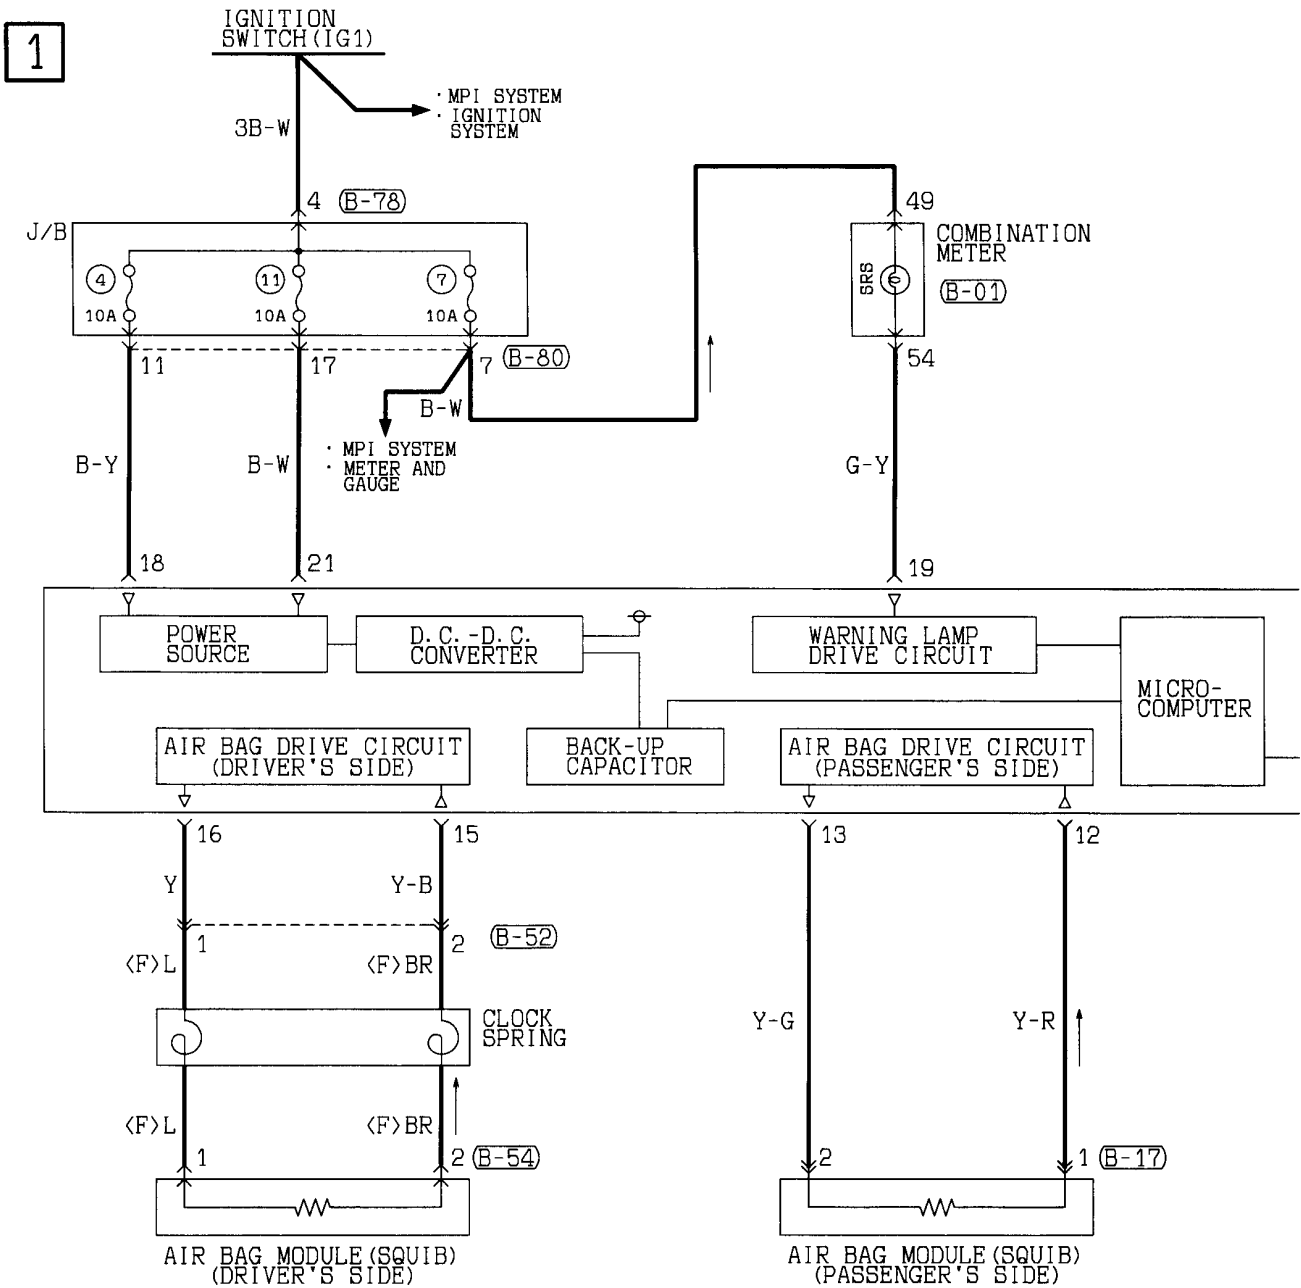 1
IGNITION
SWITCH(IG1)
· MPI SYSTEM
· IGNITION
SYSTEM
3B-W
4 (B-78)
49
J/B
COMBINATION
METER
4
11
7
SRS
(B-01)
10A
10A
10A
11
17
7 (B-80)
54
B-W
· MPI SYSTEM
· METER AND
GAUGE
B-Y
B-W
G-Y
18
21
19
POWER
SOURCE
D.C.-D.C.
CONVERTER
WARNING LAMP
DRIVE CIRCUIT
MICRO-
COMPUTER
AIR BAG DRIVE CIRCUIT
(DRIVER'S SIDE)
BACK-UP
CAPACITOR
AIR BAG DRIVE CIRCUIT
(PASSENGER'S SIDE)
16
15
13
12
Y
Y-B
1
2
(B-52)
<F>L
<F>BR
CLOCK
SPRING
Y-G
Y-R
<F>L
<F>BR
1
2 (B-54)
2
1 (B-17)
AIR BAG MODULE(SQUIB)
(DRIVER'S SIDE)
AIR BAG MODULE(SQUIB)
(PASSENGER'S SIDE)